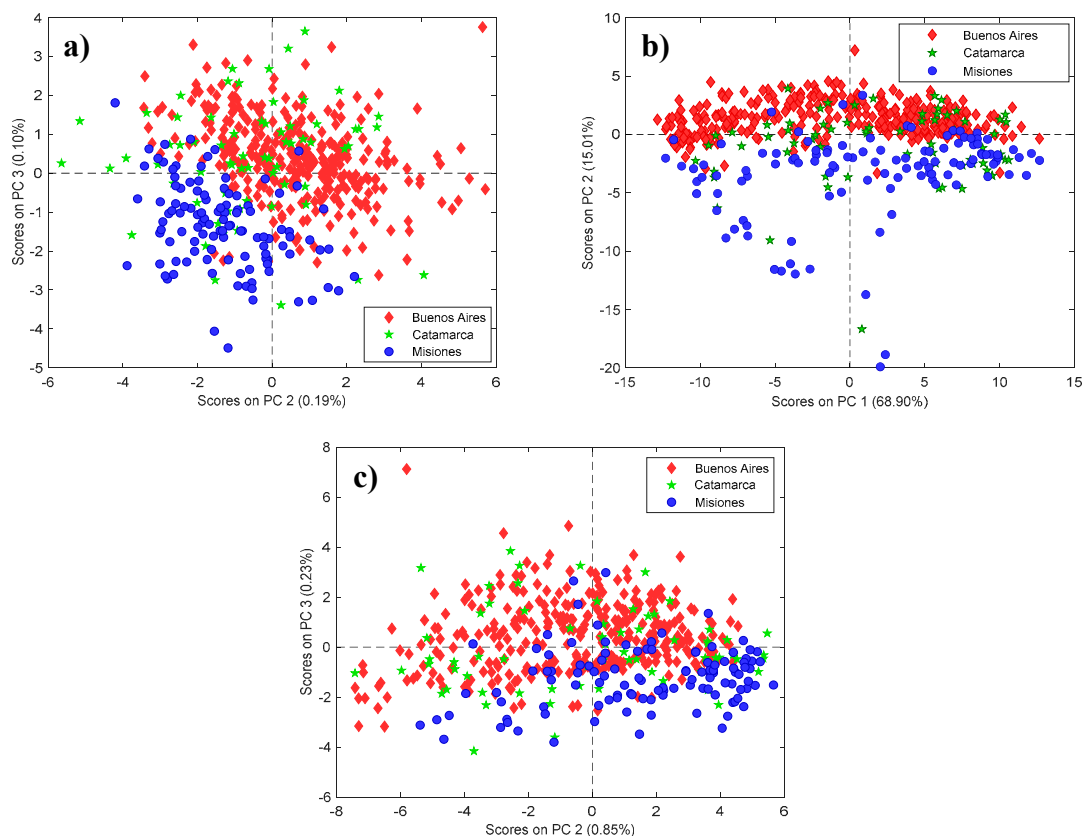 a)
4
3
2
1
0
-1
-2
-3
-4
-5
Scores on PC 3 (0.10%)
Buenos Aires
Catamarca
Misiones
-6 -4 -2 0 2 4 6
Scores on PC 2 (0.19%)
b)
10
5
0
-5
-10
-15
-20
Scores on PC 2 (15.01%)
Buenos Aires
Catamarca
Misiones
-15 -10 -5 0 5 10 15
Scores on PC 1 (68.90%)
c)
8
6
4
2
0
-2
-4
-6
Scores on PC 3 (0.23%)
Buenos Aires
Catamarca
Misiones
-8 -6 -4 -2 0 2 4 6
Scores on PC 2 (0.85%)